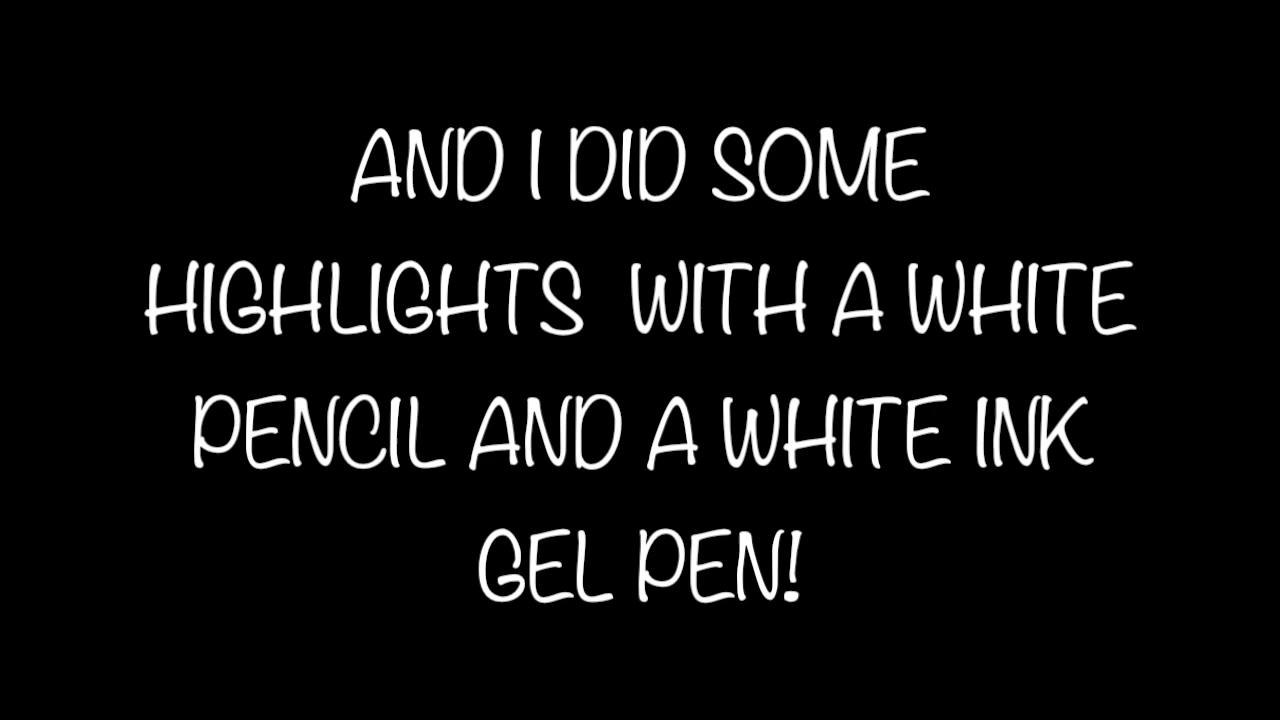 AND I DID SOME
HIGHLIGHTS  WITH A WHITE
PENCIL AND A WHITE INK
GEL PEN!